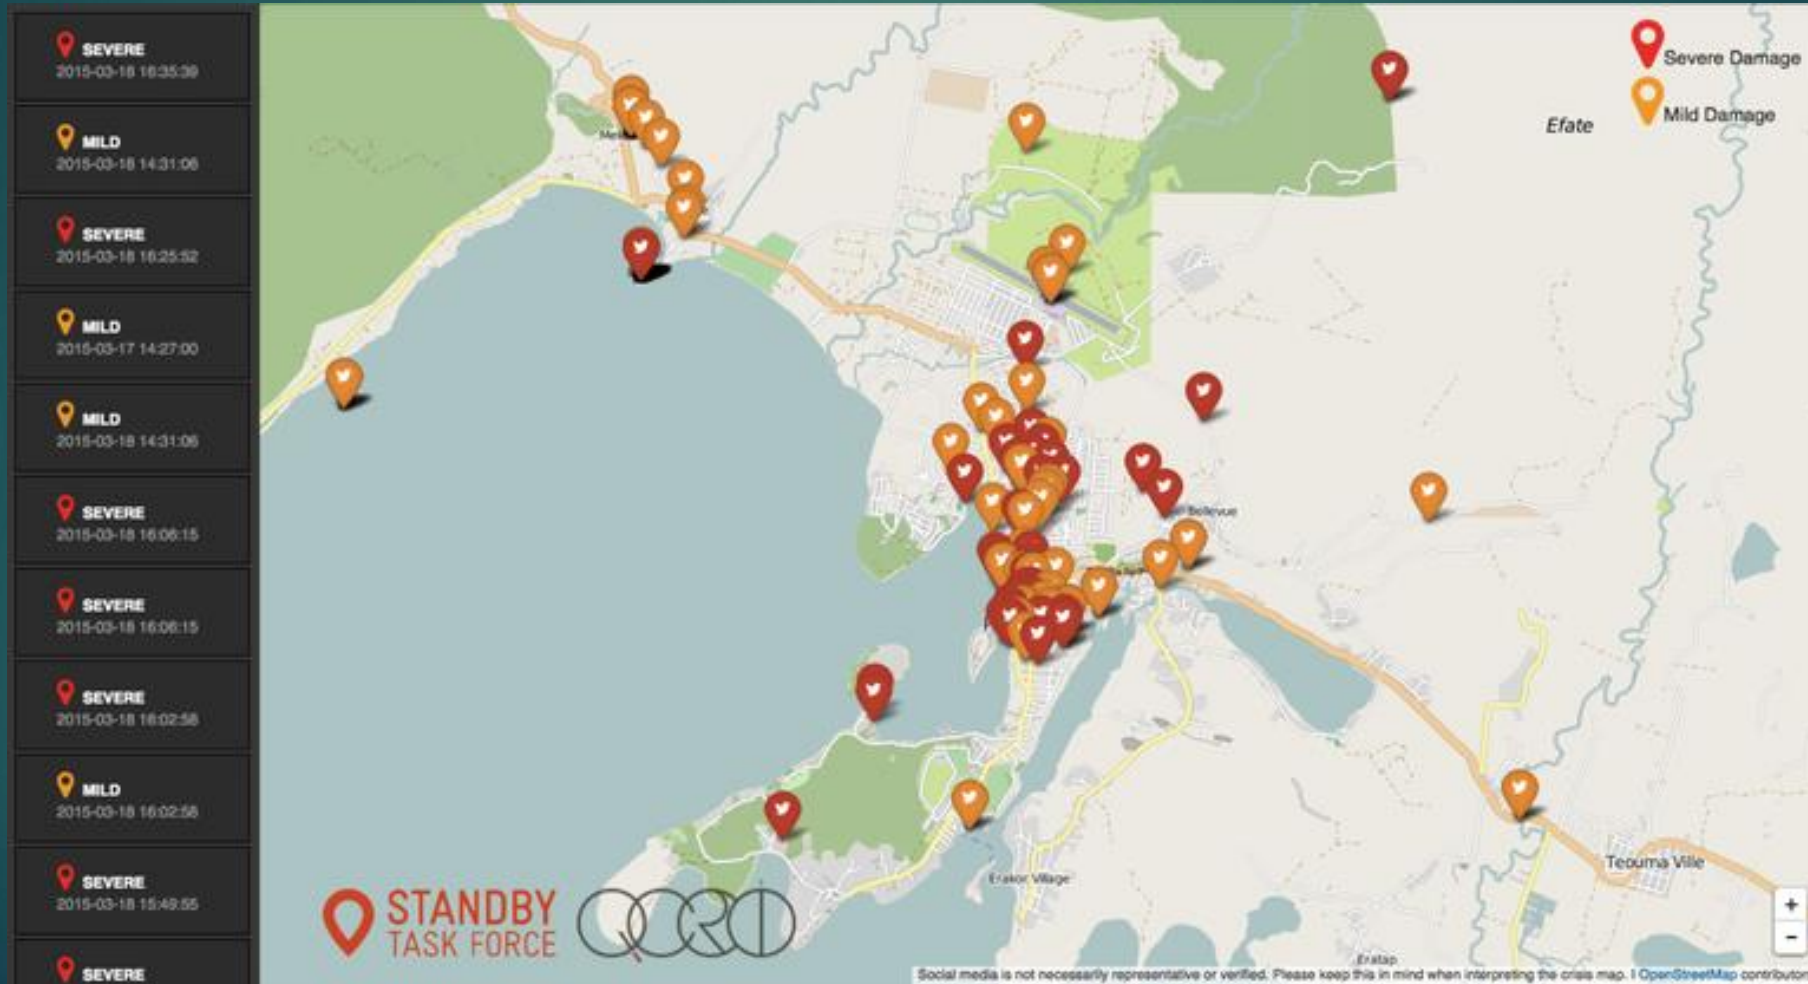 SEVERE
2015-03-18 16:35:39
MILD
2015-03-18 14:31:06
SEVERE
2015-03-18 16:25:52
MILD
2015-03-17 14:27:00
MILD
2015-03-18 14:31:06
SEVERE
2015-03-18 16:06:15
SEVERE
2015-03-18 16:06:15
SEVERE
2015-03-18 16:02:58
MILD
2015-03-18 16:02:58
SEVERE
2015-03-18 15:49:55
SEVERE
Severe Damage
Mild Damage
Efate
Bellevue
Teouma Ville
Erakor Village
Eratap
STANDBY
TASK FORCE
QCRI
+
−
Social media is not necessarily representative or verified. Please keep this in mind when interpreting the crisis map. | OpenStreetMap contributor